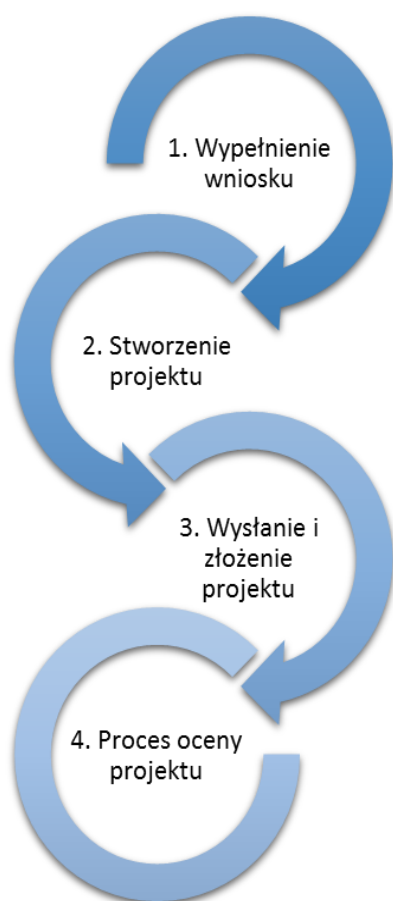 1. Wypełnienie
wniosku
2. Stworzenie
projektu
3. Wysłanie i
złożenie
projektu
4. Proces oceny
projektu